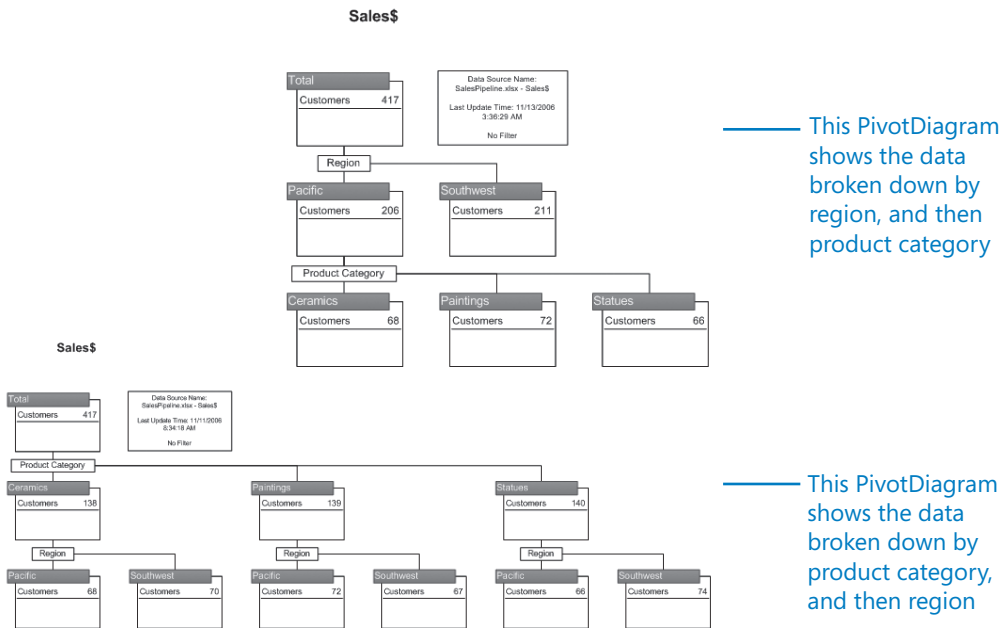 Sales$
Total
Customers 417
Data Source Name:
SalesPipeline.xlsx - Sales$
Last Update Time: 11/13/2006
3:36:29 AM
No Filter
Region
Pacific
Customers 206
Southwest
Customers 211
Product Category
Ceramics
Customers 68
Paintings
Customers 72
Statues
Customers 66
This PivotDiagram
shows the data
broken down by
region, and then
product category
Sales$
Total
Customers 417
Data Source Name:
SalesPipeline.xlsx - Sales$
Last Update Time: 11/11/2006
8:34:18 AM
No Filter
Product Category
Ceramics
Customers 138
Paintings
Customers 139
Statues
Customers 140
Region
Region
Region
Pacific
Customers 68
Southwest
Customers 70
Pacific
Customers 72
Southwest
Customers 67
Pacific
Customers 66
Southwest
Customers 74
This PivotDiagram
shows the data
broken down by
product category,
and then region